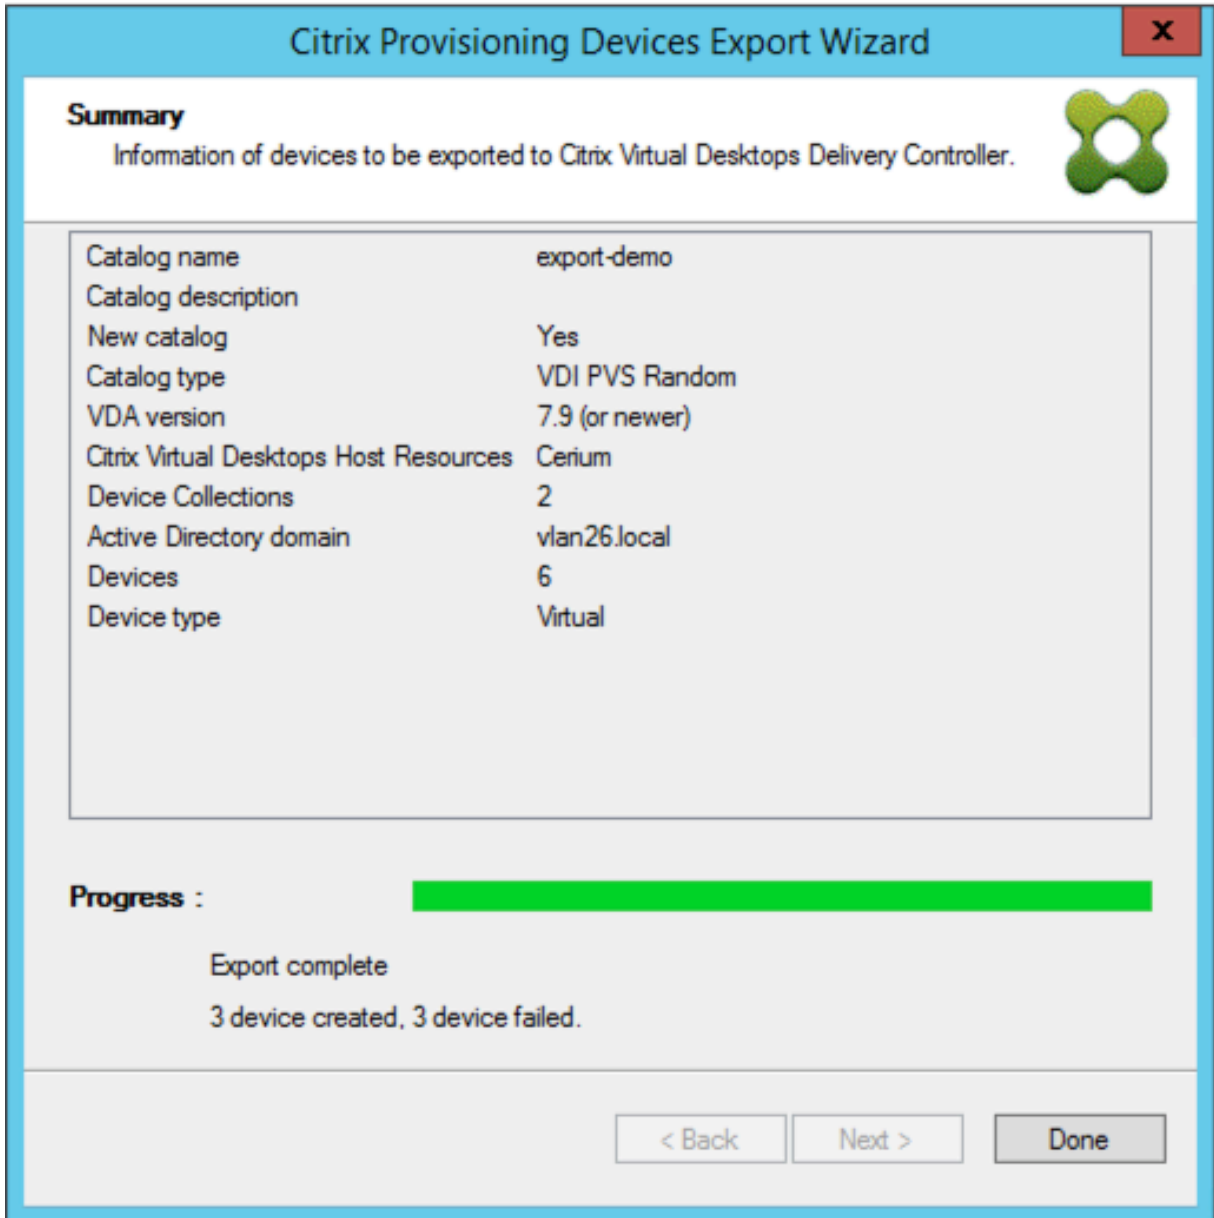 Citrix Provisioning Devices Export Wizard
x
Summary
Information of devices to be exported to Citrix Virtual Desktops Delivery Controller.
Catalog name export-demo
Catalog description
New catalog Yes
Catalog type VDI PVS Random
VDA version 7.9 (or newer)
Citrix Virtual Desktops Host Resources Cerium
Device Collections 2
Active Directory domain vlan26.local
Devices 6
Device type Virtual
Progress :
Export complete
3 device created, 3 device failed.
< Back Next > Done